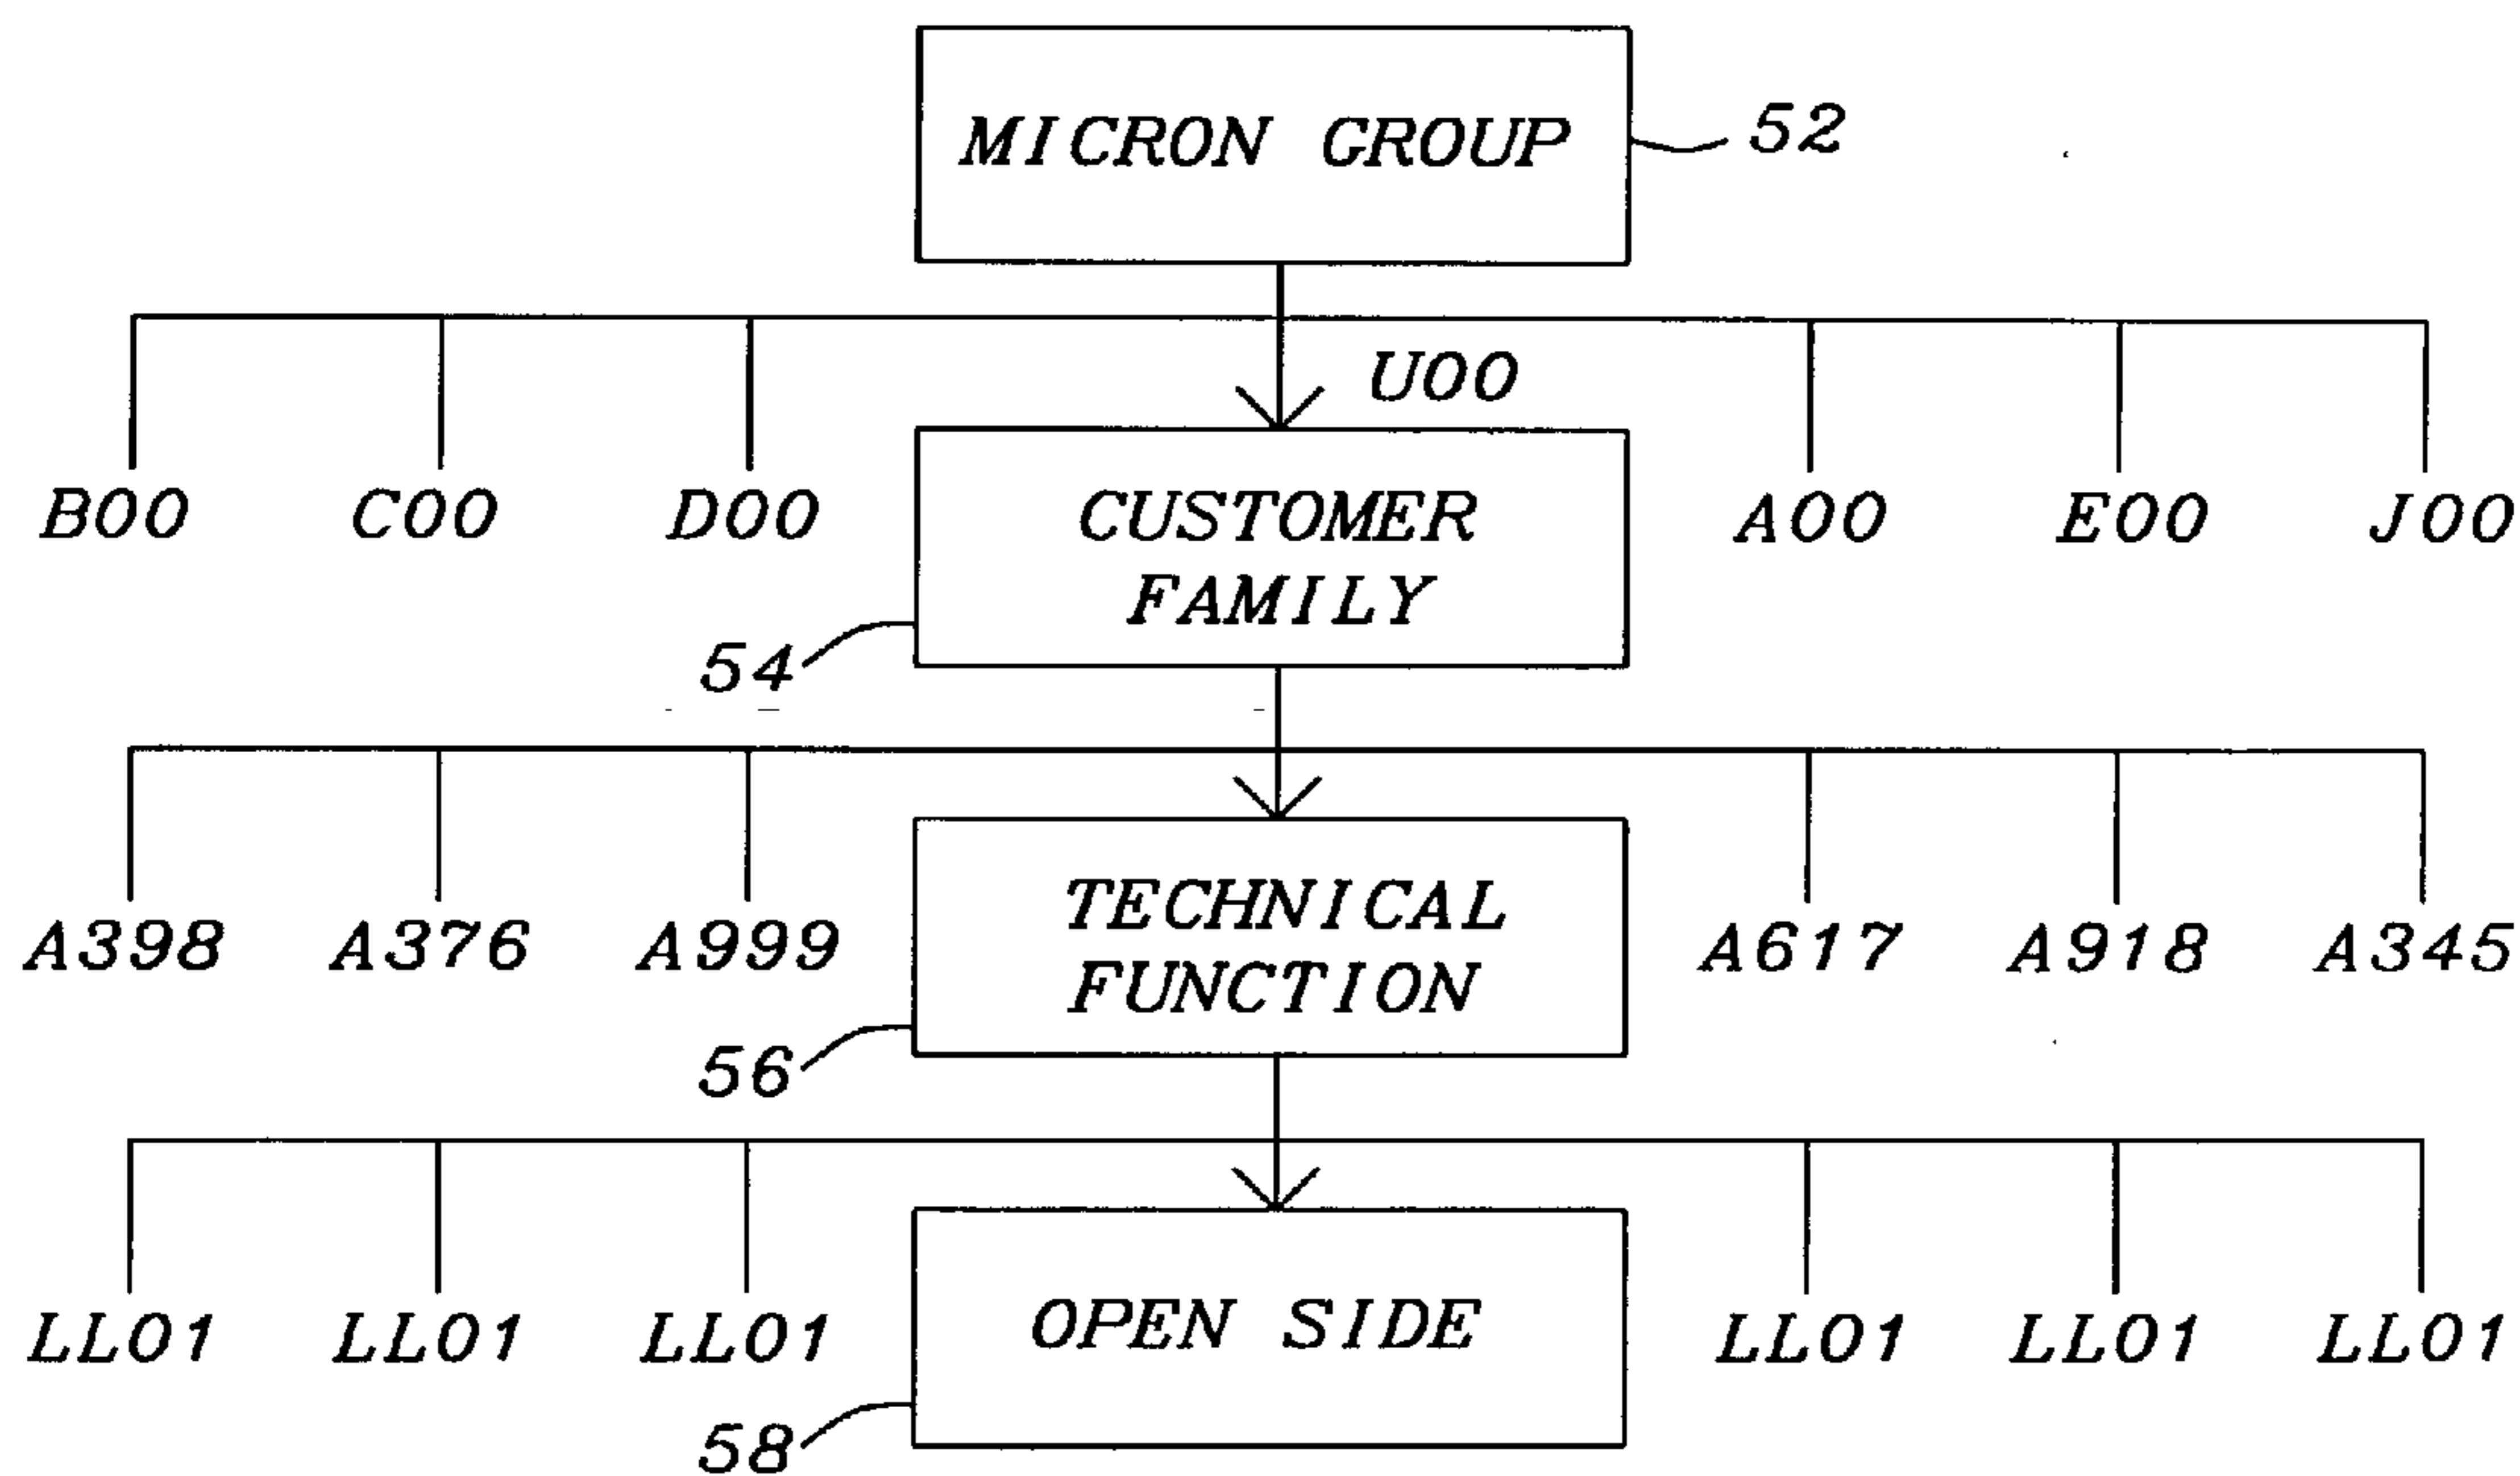 MICRON GROUP
52
U00
B00 C00 D00 A00 E00 J00
CUSTOMER
FAMILY
54
A398 A376 A999 A617 A918 A345
TECHNICAL
FUNCTION
56
LL01 LL01 LL01 LL01 LL01 LL01
OPEN SIDE
58